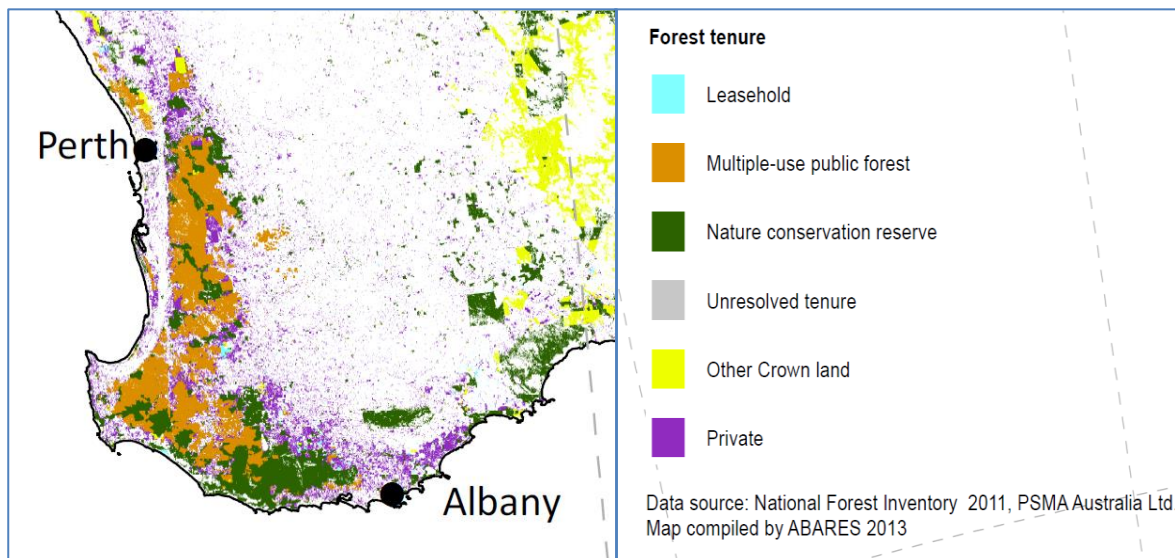 Perth
Albany
Forest tenure
Leasehold
Multiple-use public forest
Nature conservation reserve
Unresolved tenure
Other Crown land
Private
Data source: National Forest Inventory 2011, PSMA Australia Ltd
Map compiled by ABARES 2013